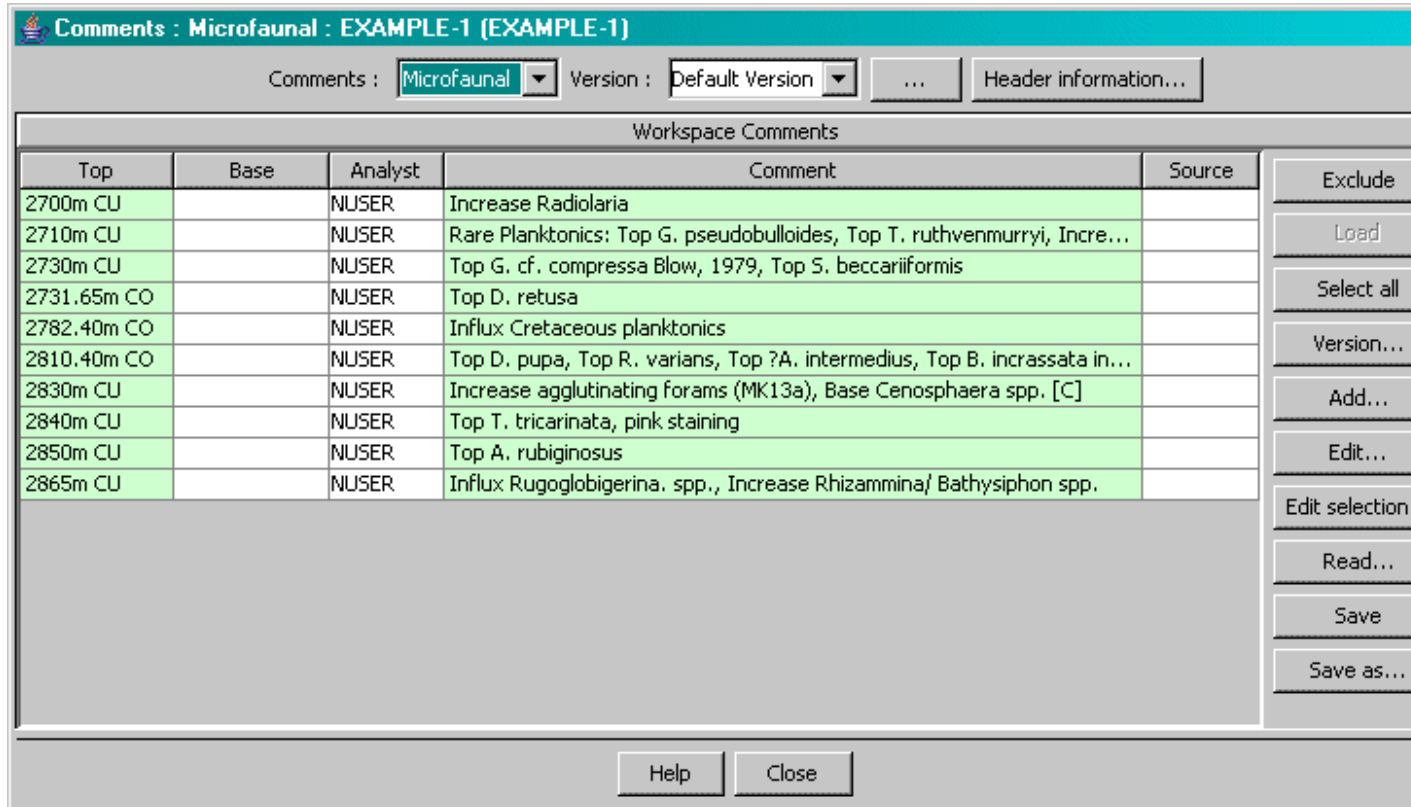 Comments : Microfaunal : EXAMPLE-1 (EXAMPLE-1)
Comments : Microfaunal Version : Default Version ... Header information...
Workspace Comments
Top Base Analyst Comment Source
2700m CU NUSER Increase Radiolaria
2710m CU NUSER Rare Planktonics: Top G. pseudobulloides, Top T. ruthvenmurryi, Incre...
2730m CU NUSER Top G. cf. compressa Blow, 1979, Top S. beccariiformis
2731.65m CO NUSER Top D. retusa
2782.40m CO NUSER Influx Cretaceous planktonics
2810.40m CO NUSER Top D. pupa, Top R. varians, Top ?A. intermedius, Top B. incrassata in...
2830m CU NUSER Increase agglutinating forams (MK13a), Base Cenosphaera spp. [C]
2840m CU NUSER Top T. tricarinata, pink staining
2850m CU NUSER Top A. rubiginosus
2865m CU NUSER Influx Rugoglobigerina. spp., Increase Rhizammina/ Bathysiphon spp.
Exclude
Load
Select all
Version...
Add...
Edit...
Edit selection
Read...
Save
Save as...
Help Close